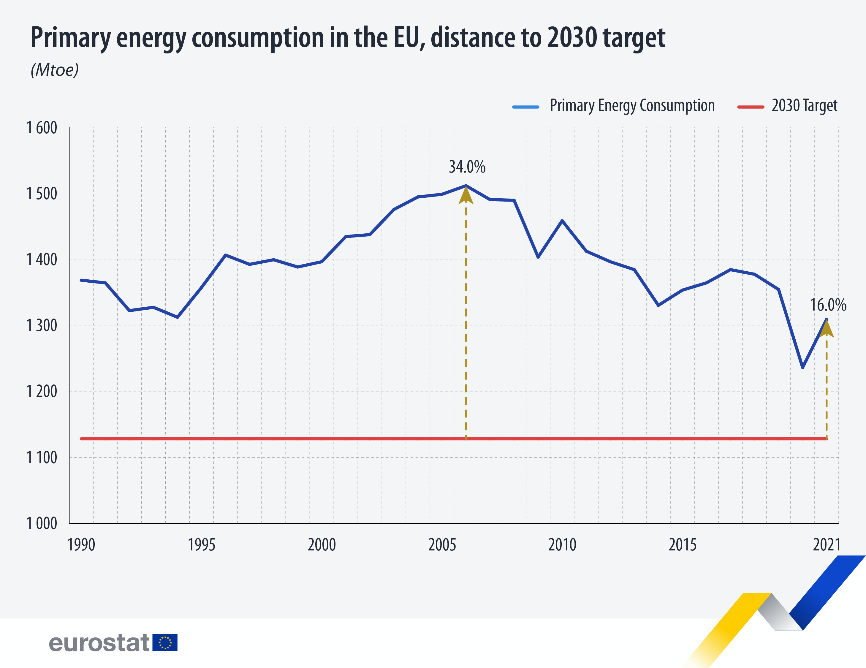 Primary energy consumption in the EU, distance to 2030 target
(Mtoe)
Primary Energy Consumption 2030 Target
1 600
34.0%
1 500
1 400
16.0%
1 300
1 200
1 100
1 000
1990 1995 2000 2005 2010 2015 2021
eurostat